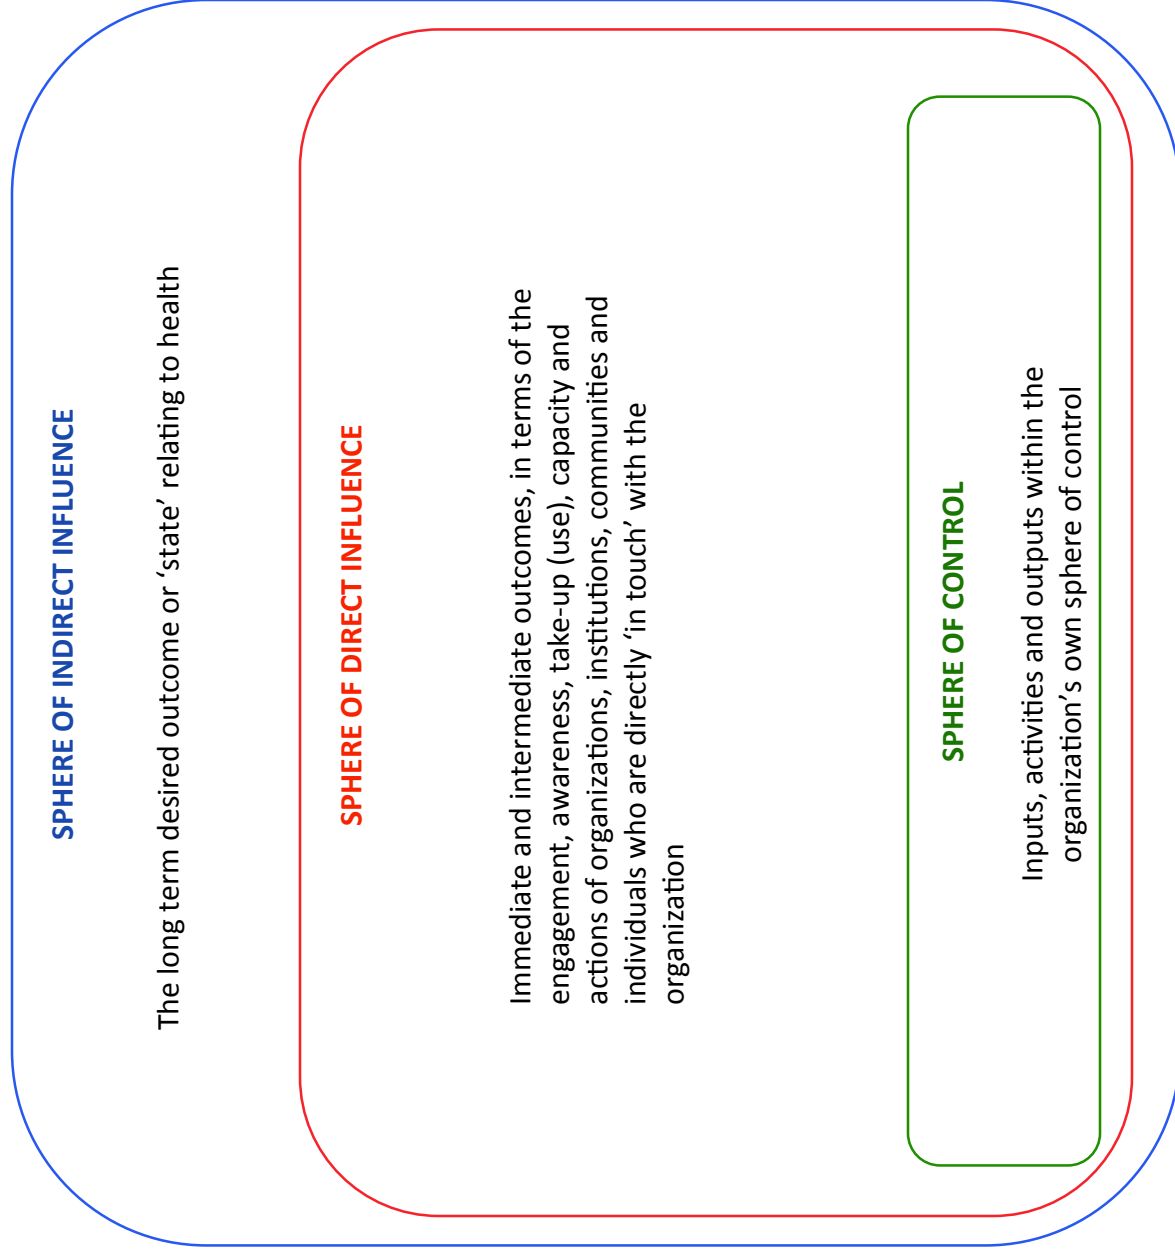 SPHERE OF INDIRECT INFLUENCE
The long term desired outcome or ‘state’ relating to health
SPHERE OF DIRECT INFLUENCE
Immediate and intermediate outcomes, in terms of the
engagement, awareness, take-up (use), capacity and
actions of organizations, institutions, communities and
individuals who are directly ‘in touch’ with the
organization
SPHERE OF CONTROL
Inputs, activities and outputs within the
organization’s own sphere of control